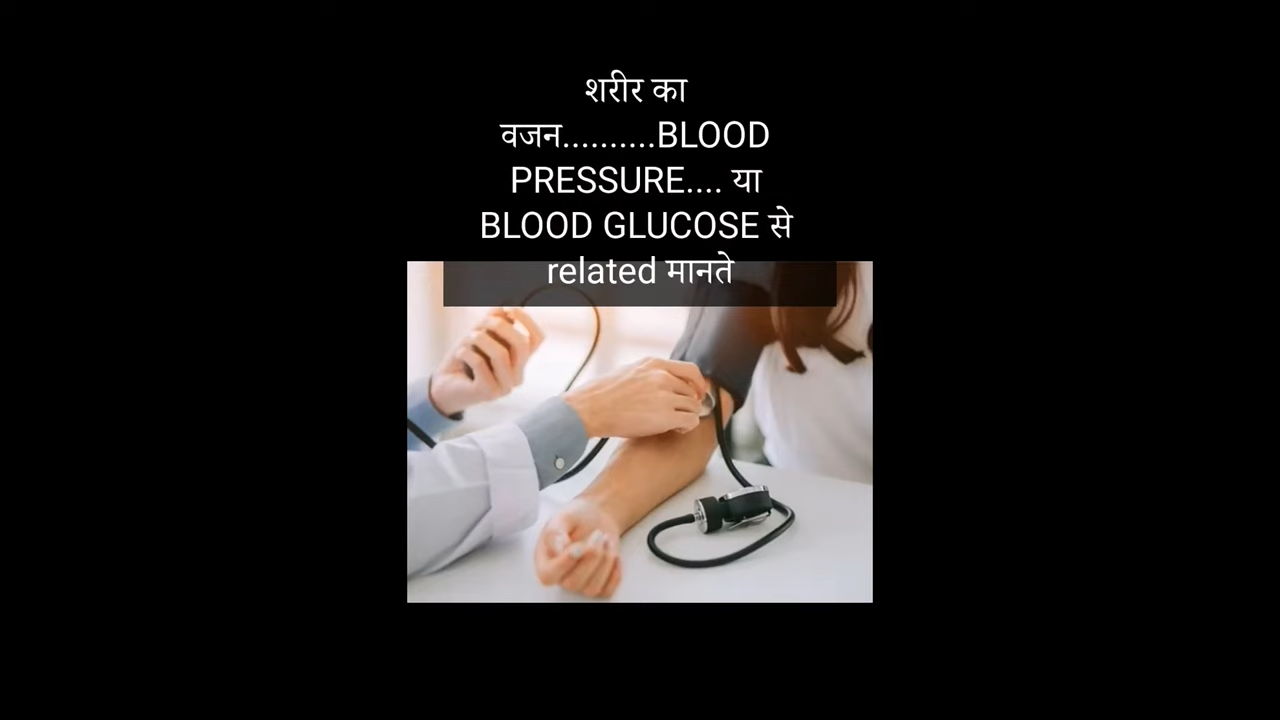 शरीर का
वजन..........BLOOD
PRESSURE.... या
BLOOD GLUCOSE से
related मानते